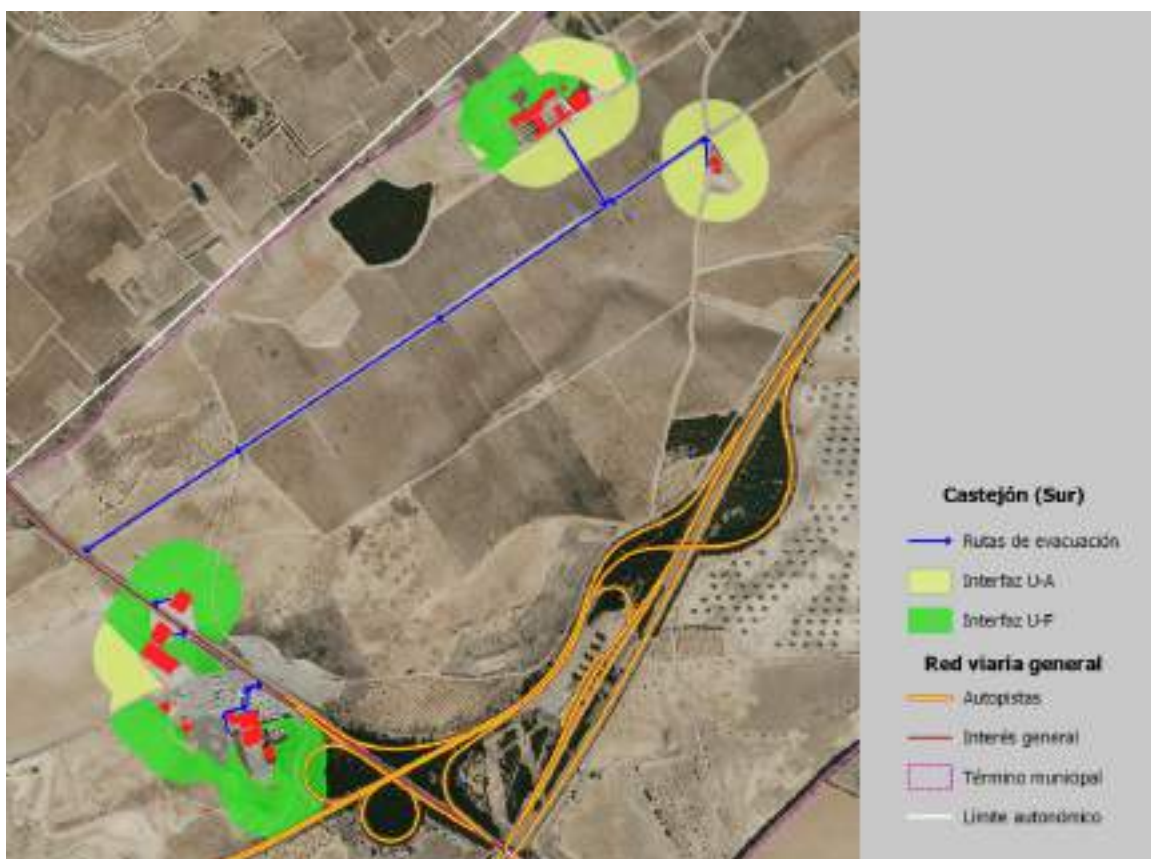 Castejón (Sur)
Rutas de evacuación
Interfaz U-A
Interfaz U-F
Red viaria general
Autopistas
Interés general
Término municipal
Límite autonómico